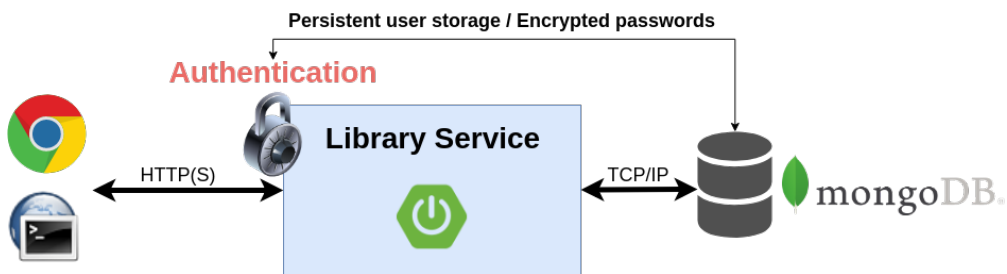 Persistent user storage / Encrypted passwords
Authentication
Library Service
HTTP(S)
TCP/IP
mongoDB®
>_